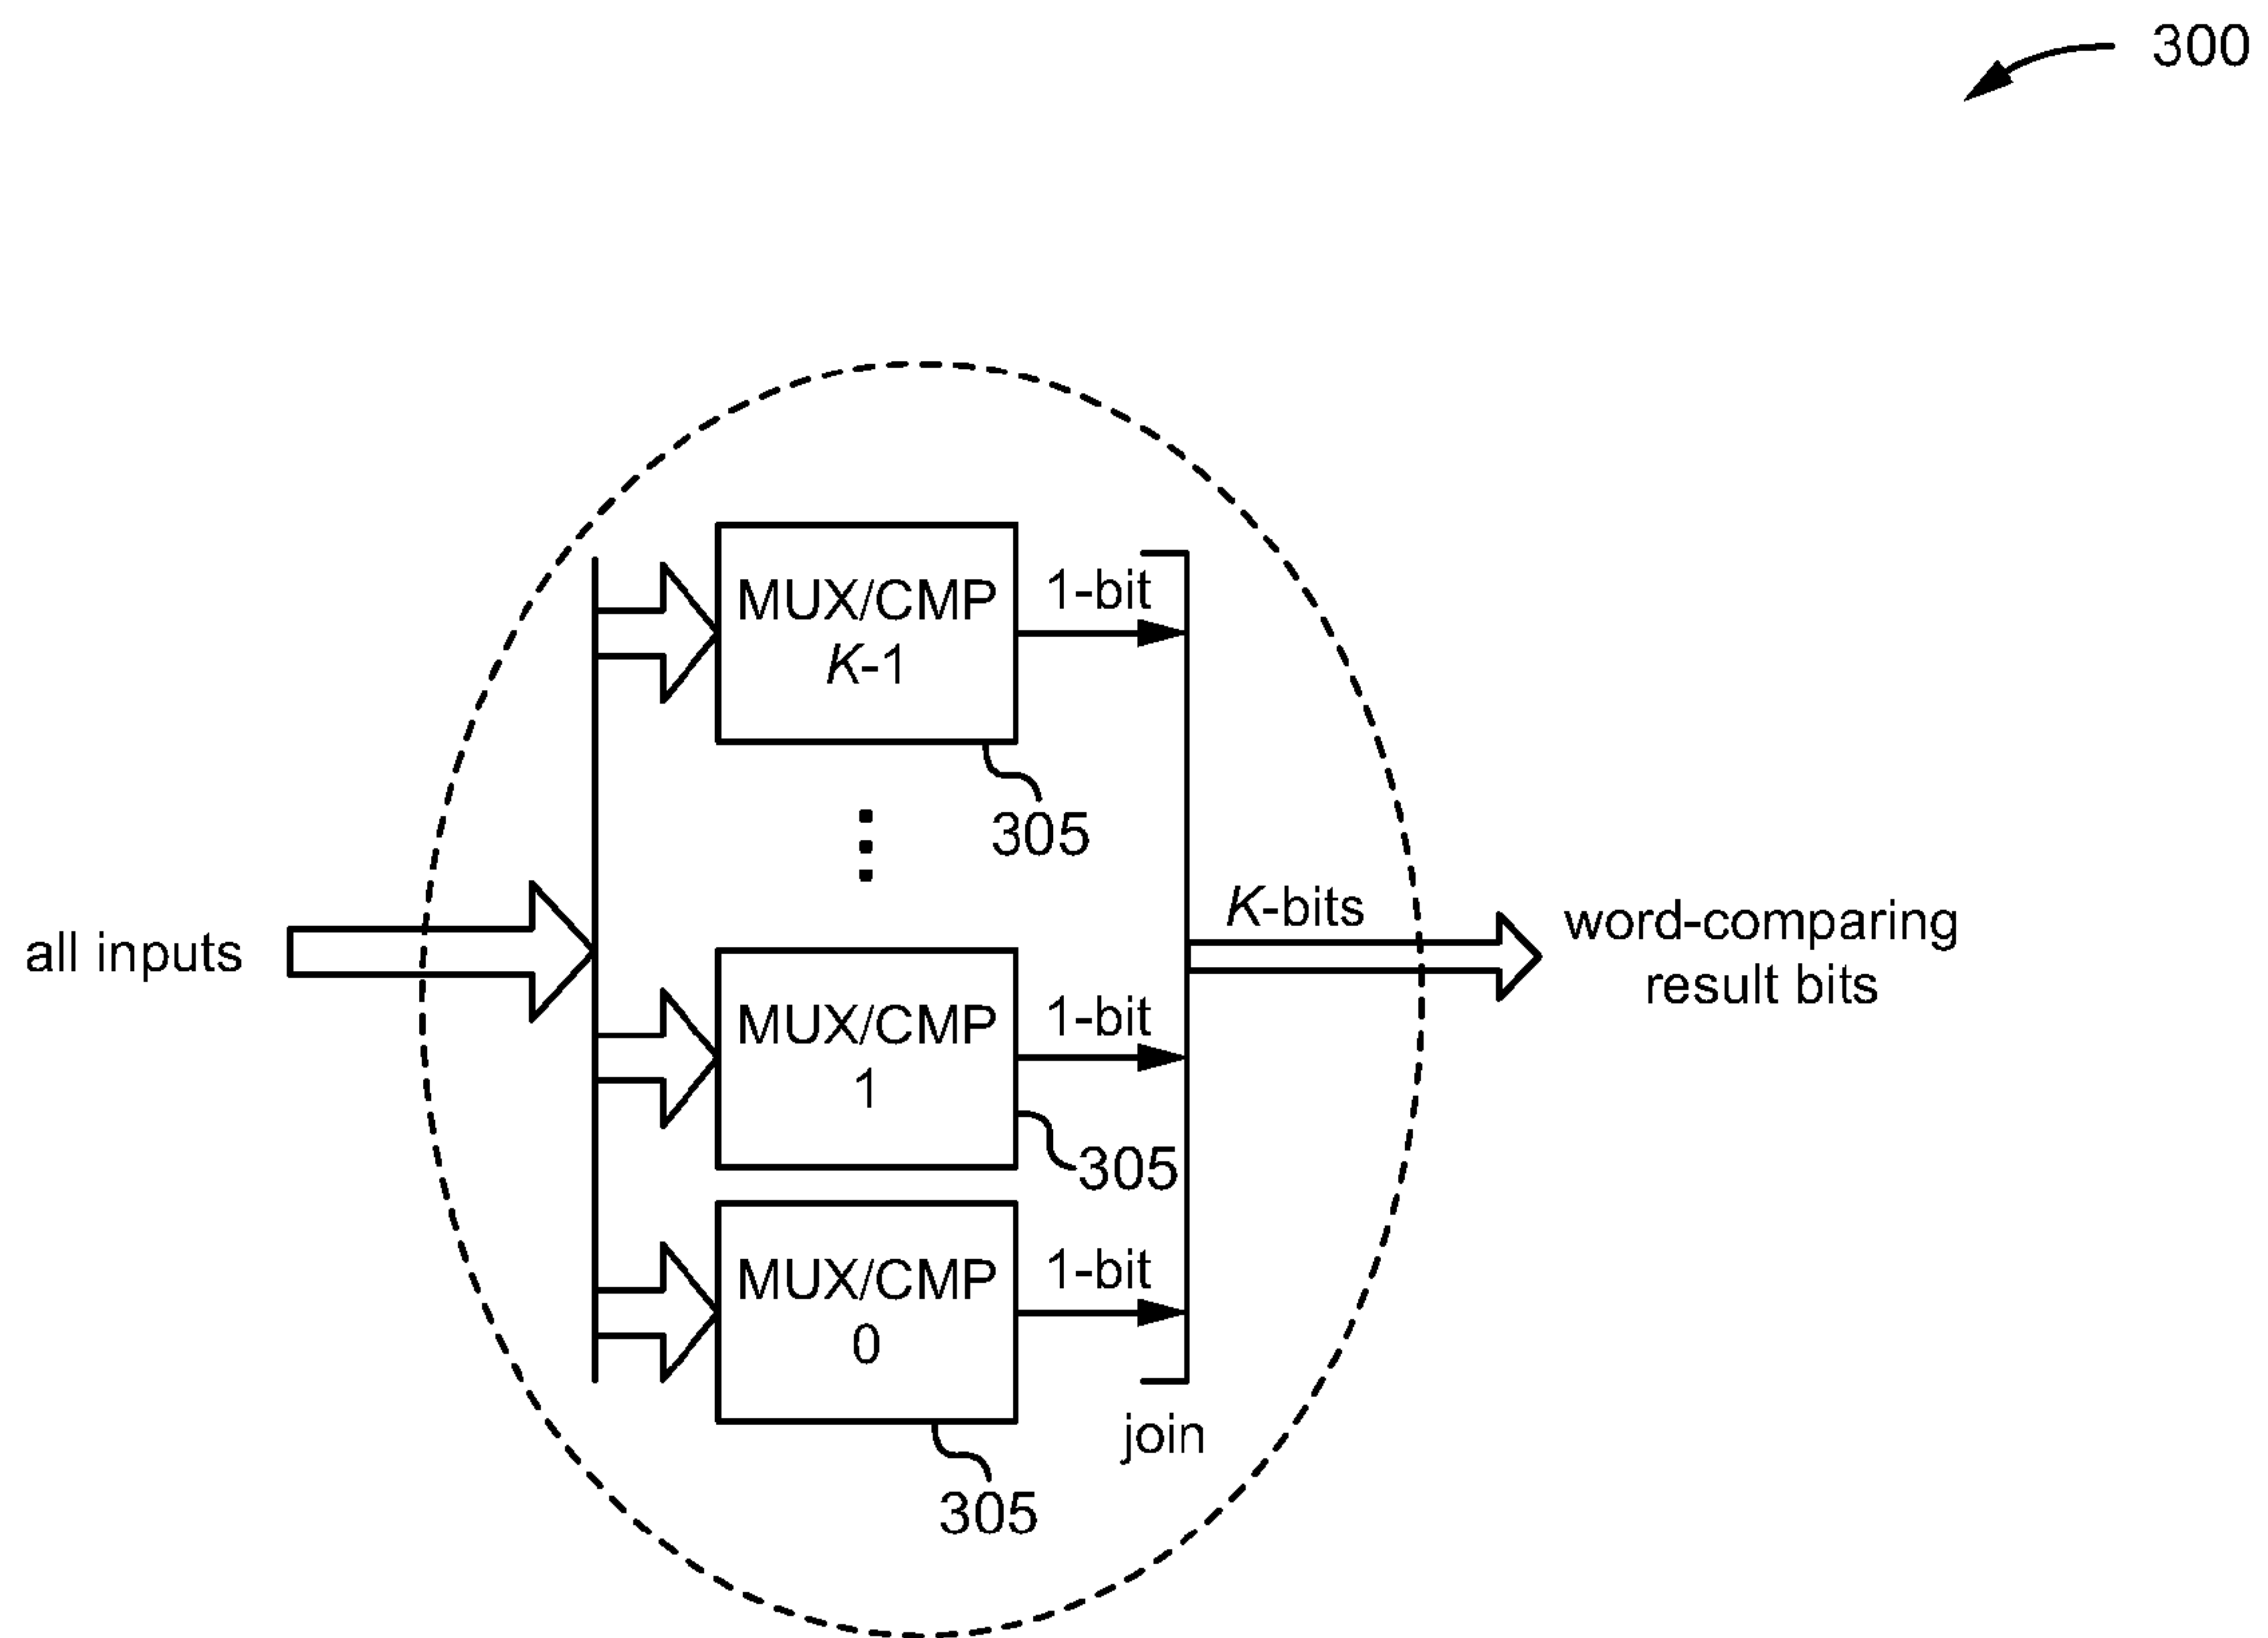 300
MUX/CMP
K-1
1-bit
305
all inputs
K-bits
word-comparing
result bits
MUX/CMP
1
1-bit
305
MUX/CMP
0
1-bit
join
305